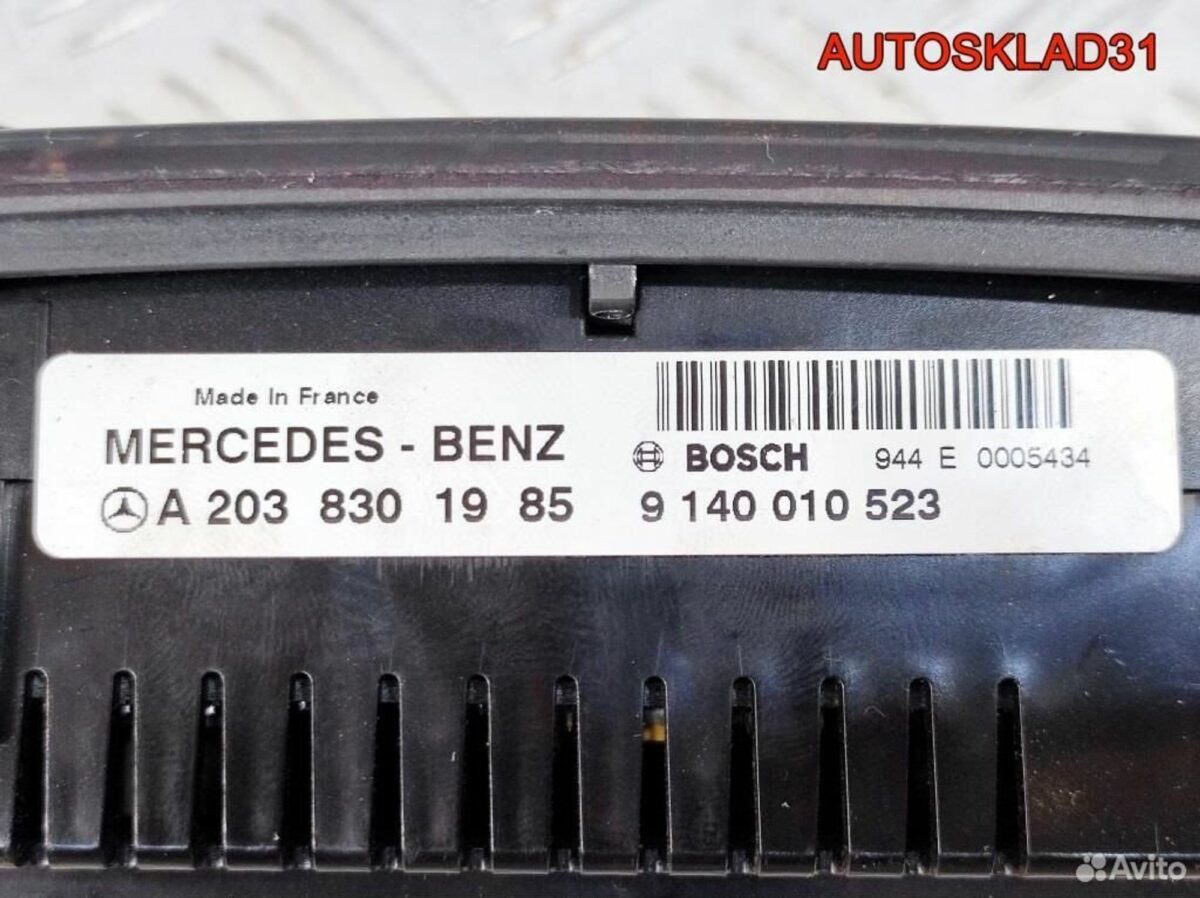 AUTOSKLAD31
Made In France
MERCEDES - BENZ
A 203 830 19 85
BOSCH 944 E 0005434
9 140 010 523
Avito